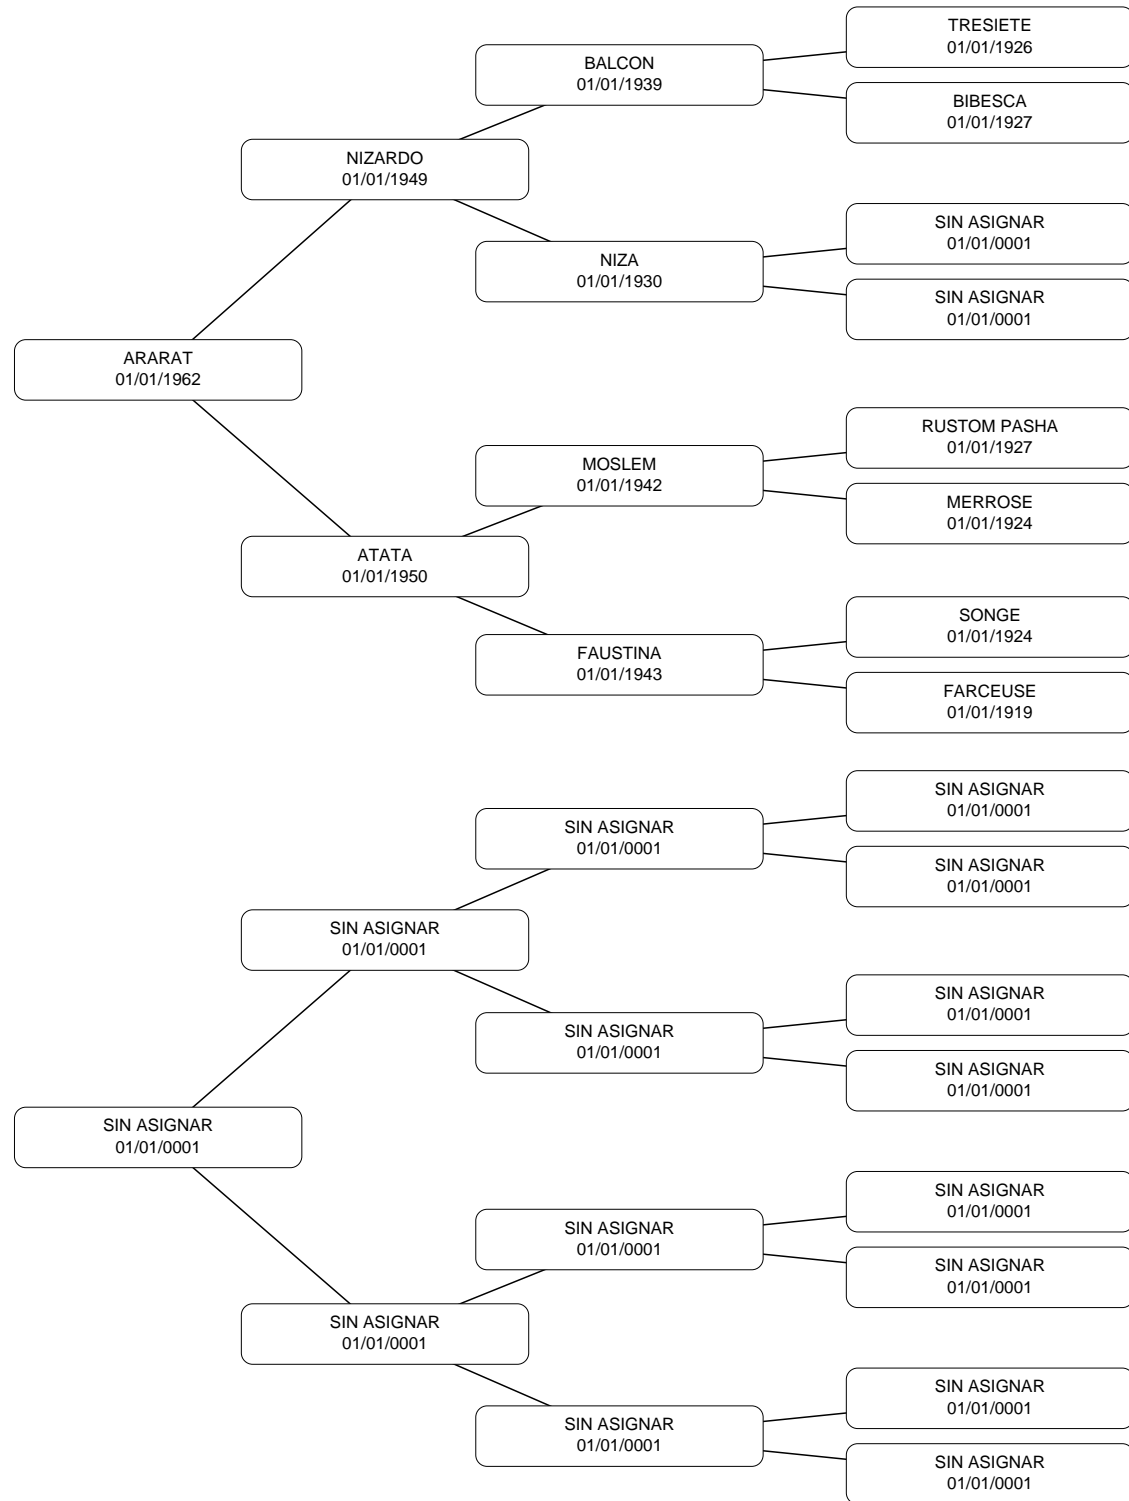 TRESIETE
01/01/1926
BALCON
01/01/1939
BIBESCA
01/01/1927
NIZARDO
01/01/1949
SIN ASIGNAR
01/01/0001
NIZA
01/01/1930
SIN ASIGNAR
01/01/0001
ARARAT
01/01/1962
RUSTOM PASHA
01/01/1927
MOSLEM
01/01/1942
MERROSE
01/01/1924
ATATA
01/01/1950
SONGE
01/01/1924
FAUSTINA
01/01/1943
FARCEUSE
01/01/1919
SIN ASIGNAR
01/01/0001
SIN ASIGNAR
01/01/0001
SIN ASIGNAR
01/01/0001
SIN ASIGNAR
01/01/0001
SIN ASIGNAR
01/01/0001
SIN ASIGNAR
01/01/0001
SIN ASIGNAR
01/01/0001
SIN ASIGNAR
01/01/0001
SIN ASIGNAR
01/01/0001
SIN ASIGNAR
01/01/0001
SIN ASIGNAR
01/01/0001
SIN ASIGNAR
01/01/0001
SIN ASIGNAR
01/01/0001
SIN ASIGNAR
01/01/0001
SIN ASIGNAR
01/01/0001